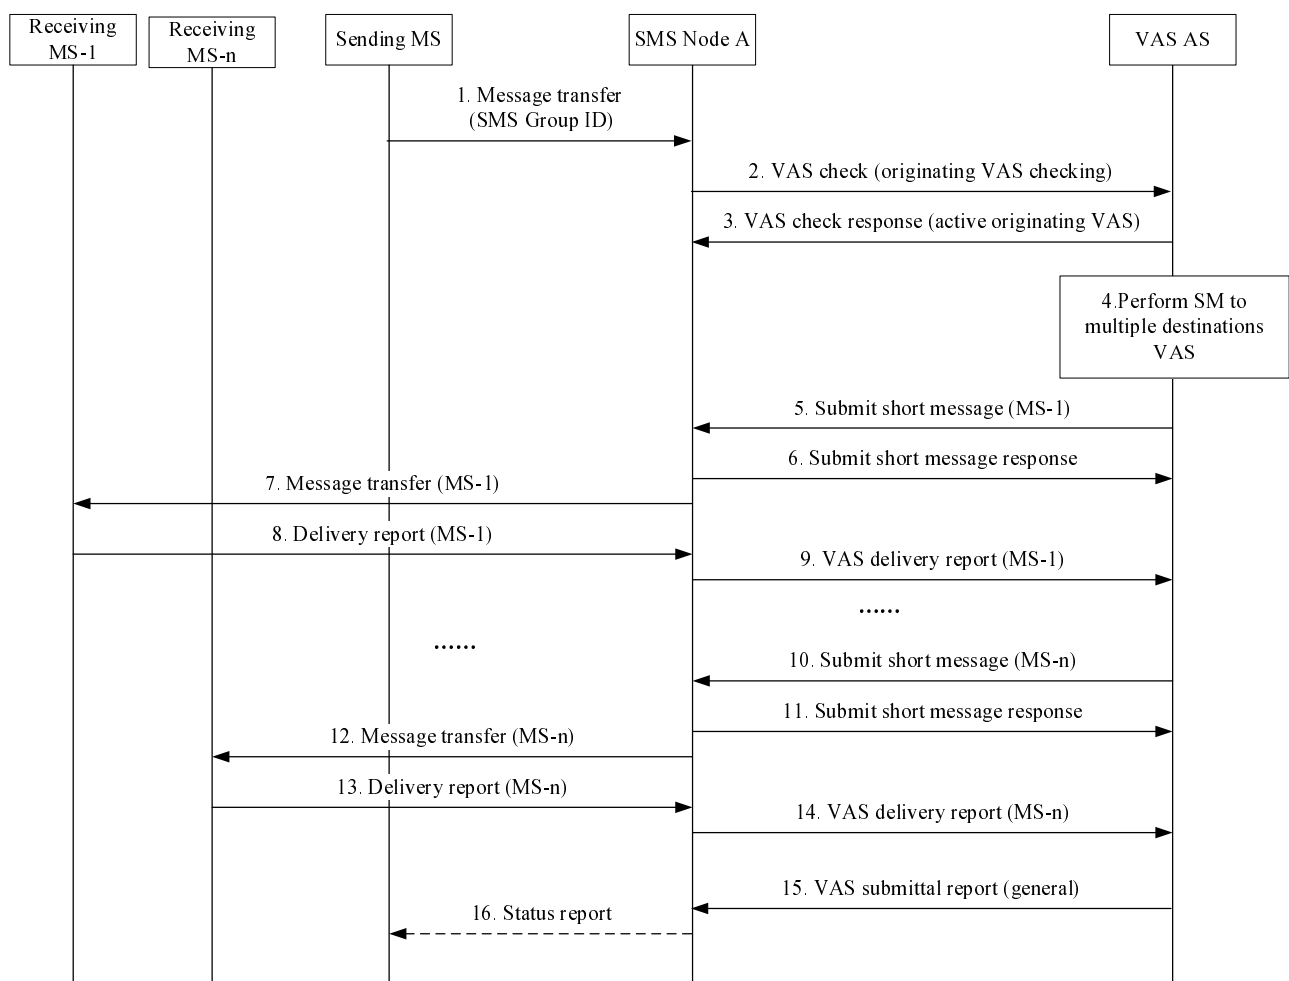 Receiving
MS-1
Receiving
MS-n
Sending MS
SMS Node A
VAS AS
1. Message transfer
(SMS Group ID)
2. VAS check (originating VAS checking)
3. VAS check response (active originating VAS)
4.Perform SM to
multiple destinations
VAS
5. Submit short message (MS-1)
6. Submit short message response
7. Message transfer (MS-1)
8. Delivery report (MS-1)
9. VAS delivery report (MS-1)
......
......
10. Submit short message (MS-n)
11. Submit short message response
12. Message transfer (MS-n)
13. Delivery report (MS-n)
14. VAS delivery report (MS-n)
15. VAS submittal report (general)
16. Status report